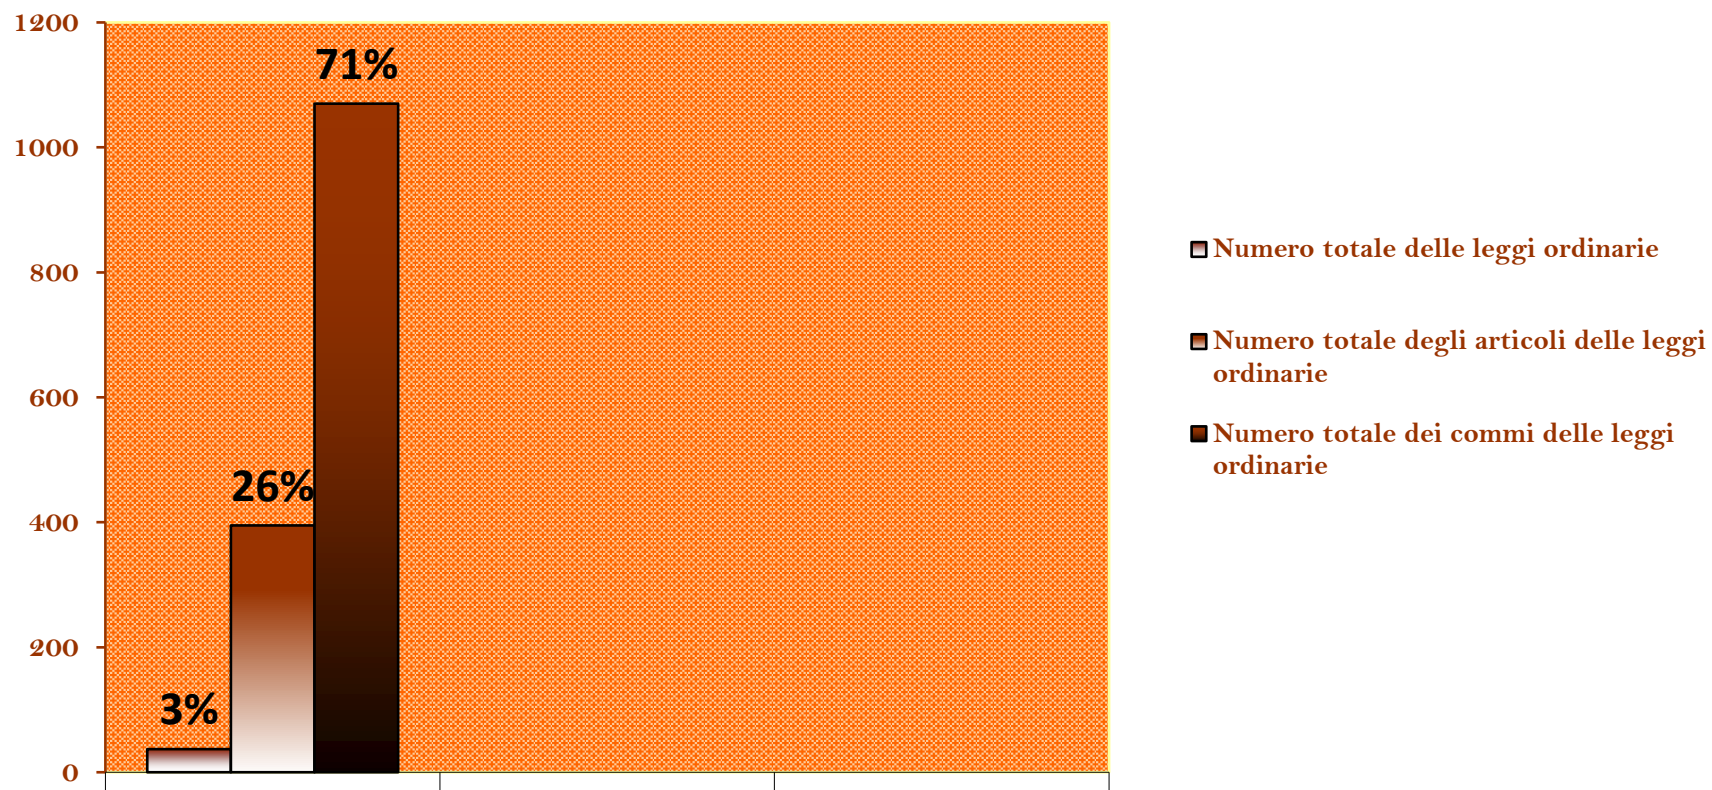 1200
1000
800
600
400
200
0
71%
26%
3%
Numero totale delle leggi ordinarie
Numero totale degli articoli delle leggi
ordinarie
Numero totale dei commi delle leggi
ordinarie